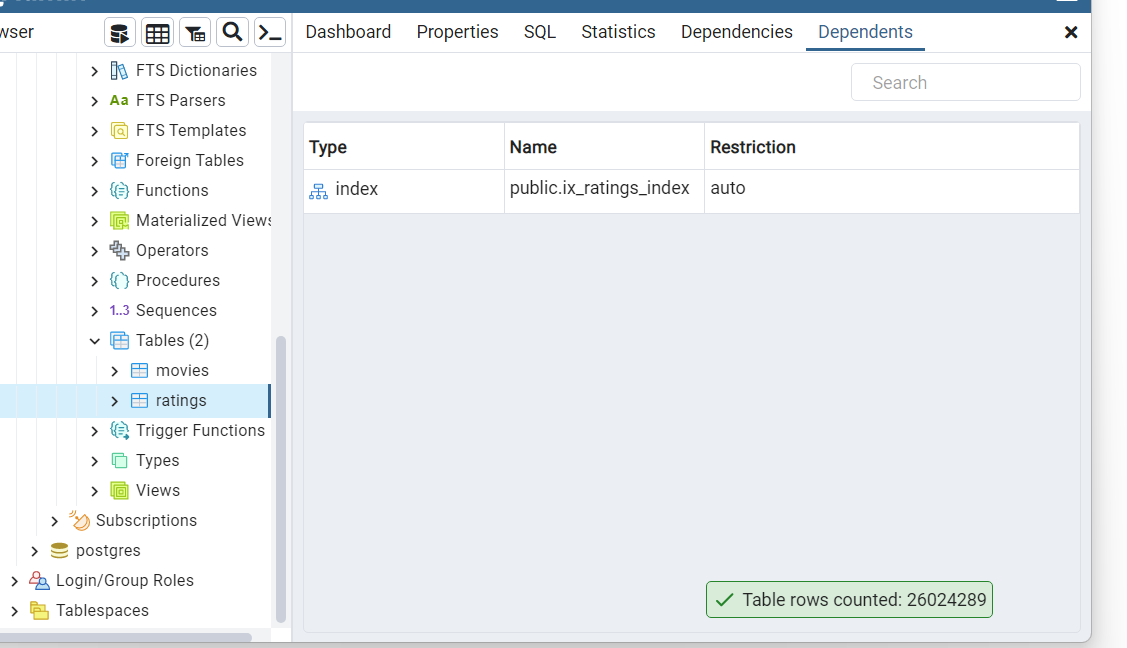 wser
Dashboard Properties SQL Statistics Dependencies Dependents
Search
FTS Dictionaries
Aa FTS Parsers
FTS Templates
Foreign Tables
Functions
Materialized Views
Operators
Procedures
1..3 Sequences
Tables (2)
movies
ratings
Trigger Functions
Types
Views
Subscriptions
postgres
Login/Group Roles
Tablespaces
Type Name Restriction
index public.ix_ratings_index auto
Table rows counted: 26024289